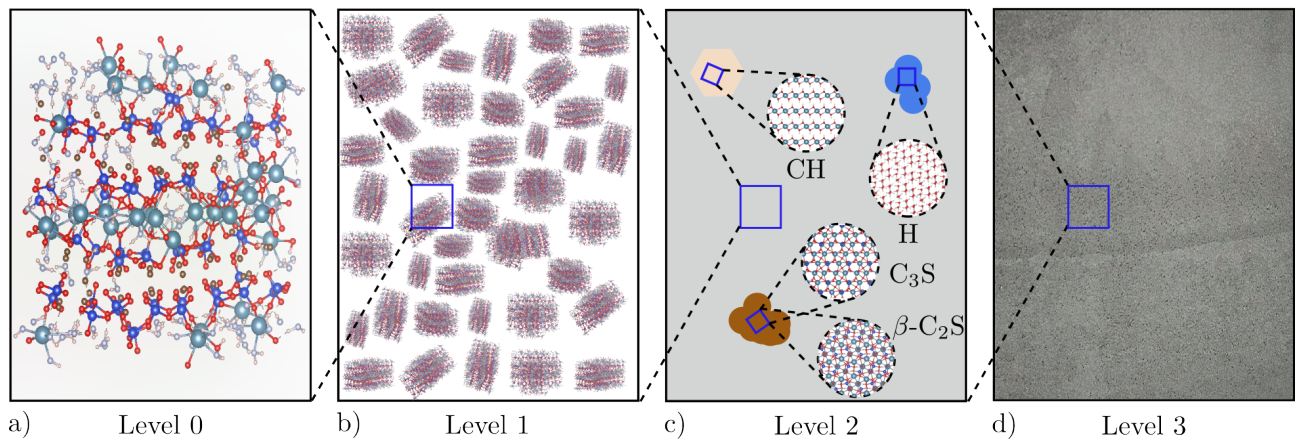 CH
H
C₃S
β-C₂S
a) Level 0
b) Level 1
c) Level 2
d) Level 3